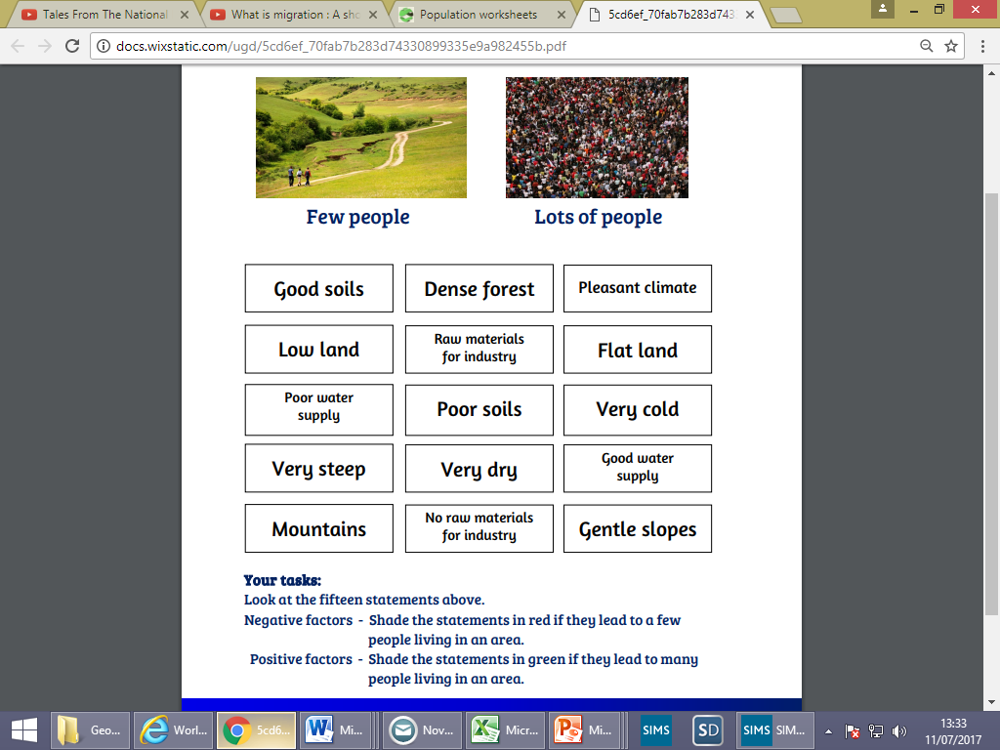 Tales From The National
What is migration : A sho
Population worksheets
5cd6ef_70fab7b283d743
docs.wixstatic.com/ugd/5cd6ef_70fab7b283d74330899335e9a982455b.pdf
Few people
Lots of people
Good soils
Dense forest
Pleasant climate
Low land
Raw materials
for industry
Flat land
Poor water
supply
Poor soils
Very cold
Very steep
Very dry
Good water
supply
Mountains
No raw materials
for industry
Gentle slopes
Your tasks:
Look at the fifteen statements above.
Negative factors - Shade the statements in red if they lead to a few
people living in an area.
Positive factors - Shade the statements in green if they lead to many
people living in an area.
Geo...
Worl...
5cd6...
Mi...
Nov...
Micr...
Mi...
SIMS
SD
SIMS
SIM...
13:33
11/07/2017